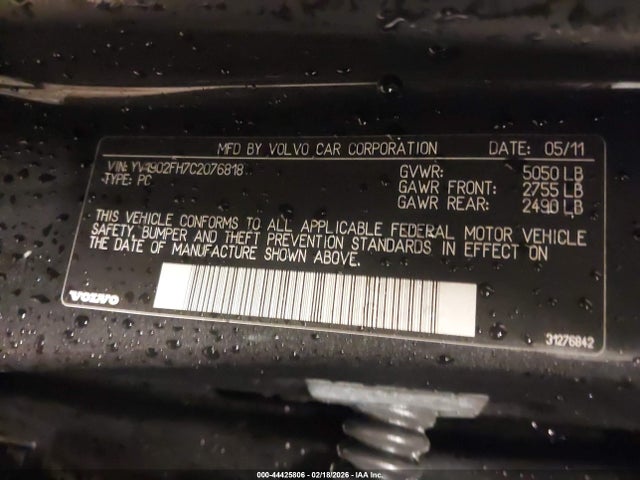 MFD BY VOLVO CAR CORPORATION DATE: 05/11
VIN: YV1902FH7C2076818 GVWR: 5050 LB
TYPE: PC GAWR FRONT: 2755 LB
GAWR REAR: 2490 LB
THIS VEHICLE CONFORMS TO ALL APPLICABLE FEDERAL MOTOR VEHICLE
SAFETY, BUMPER AND THEFT PREVENTION STANDARDS IN EFFECT ON
THE DATE OF MANUFACTURE SHOWN ABOVE.
VOLVO
31276842
000-44425806 - 02/18/2026 - IAA Inc.